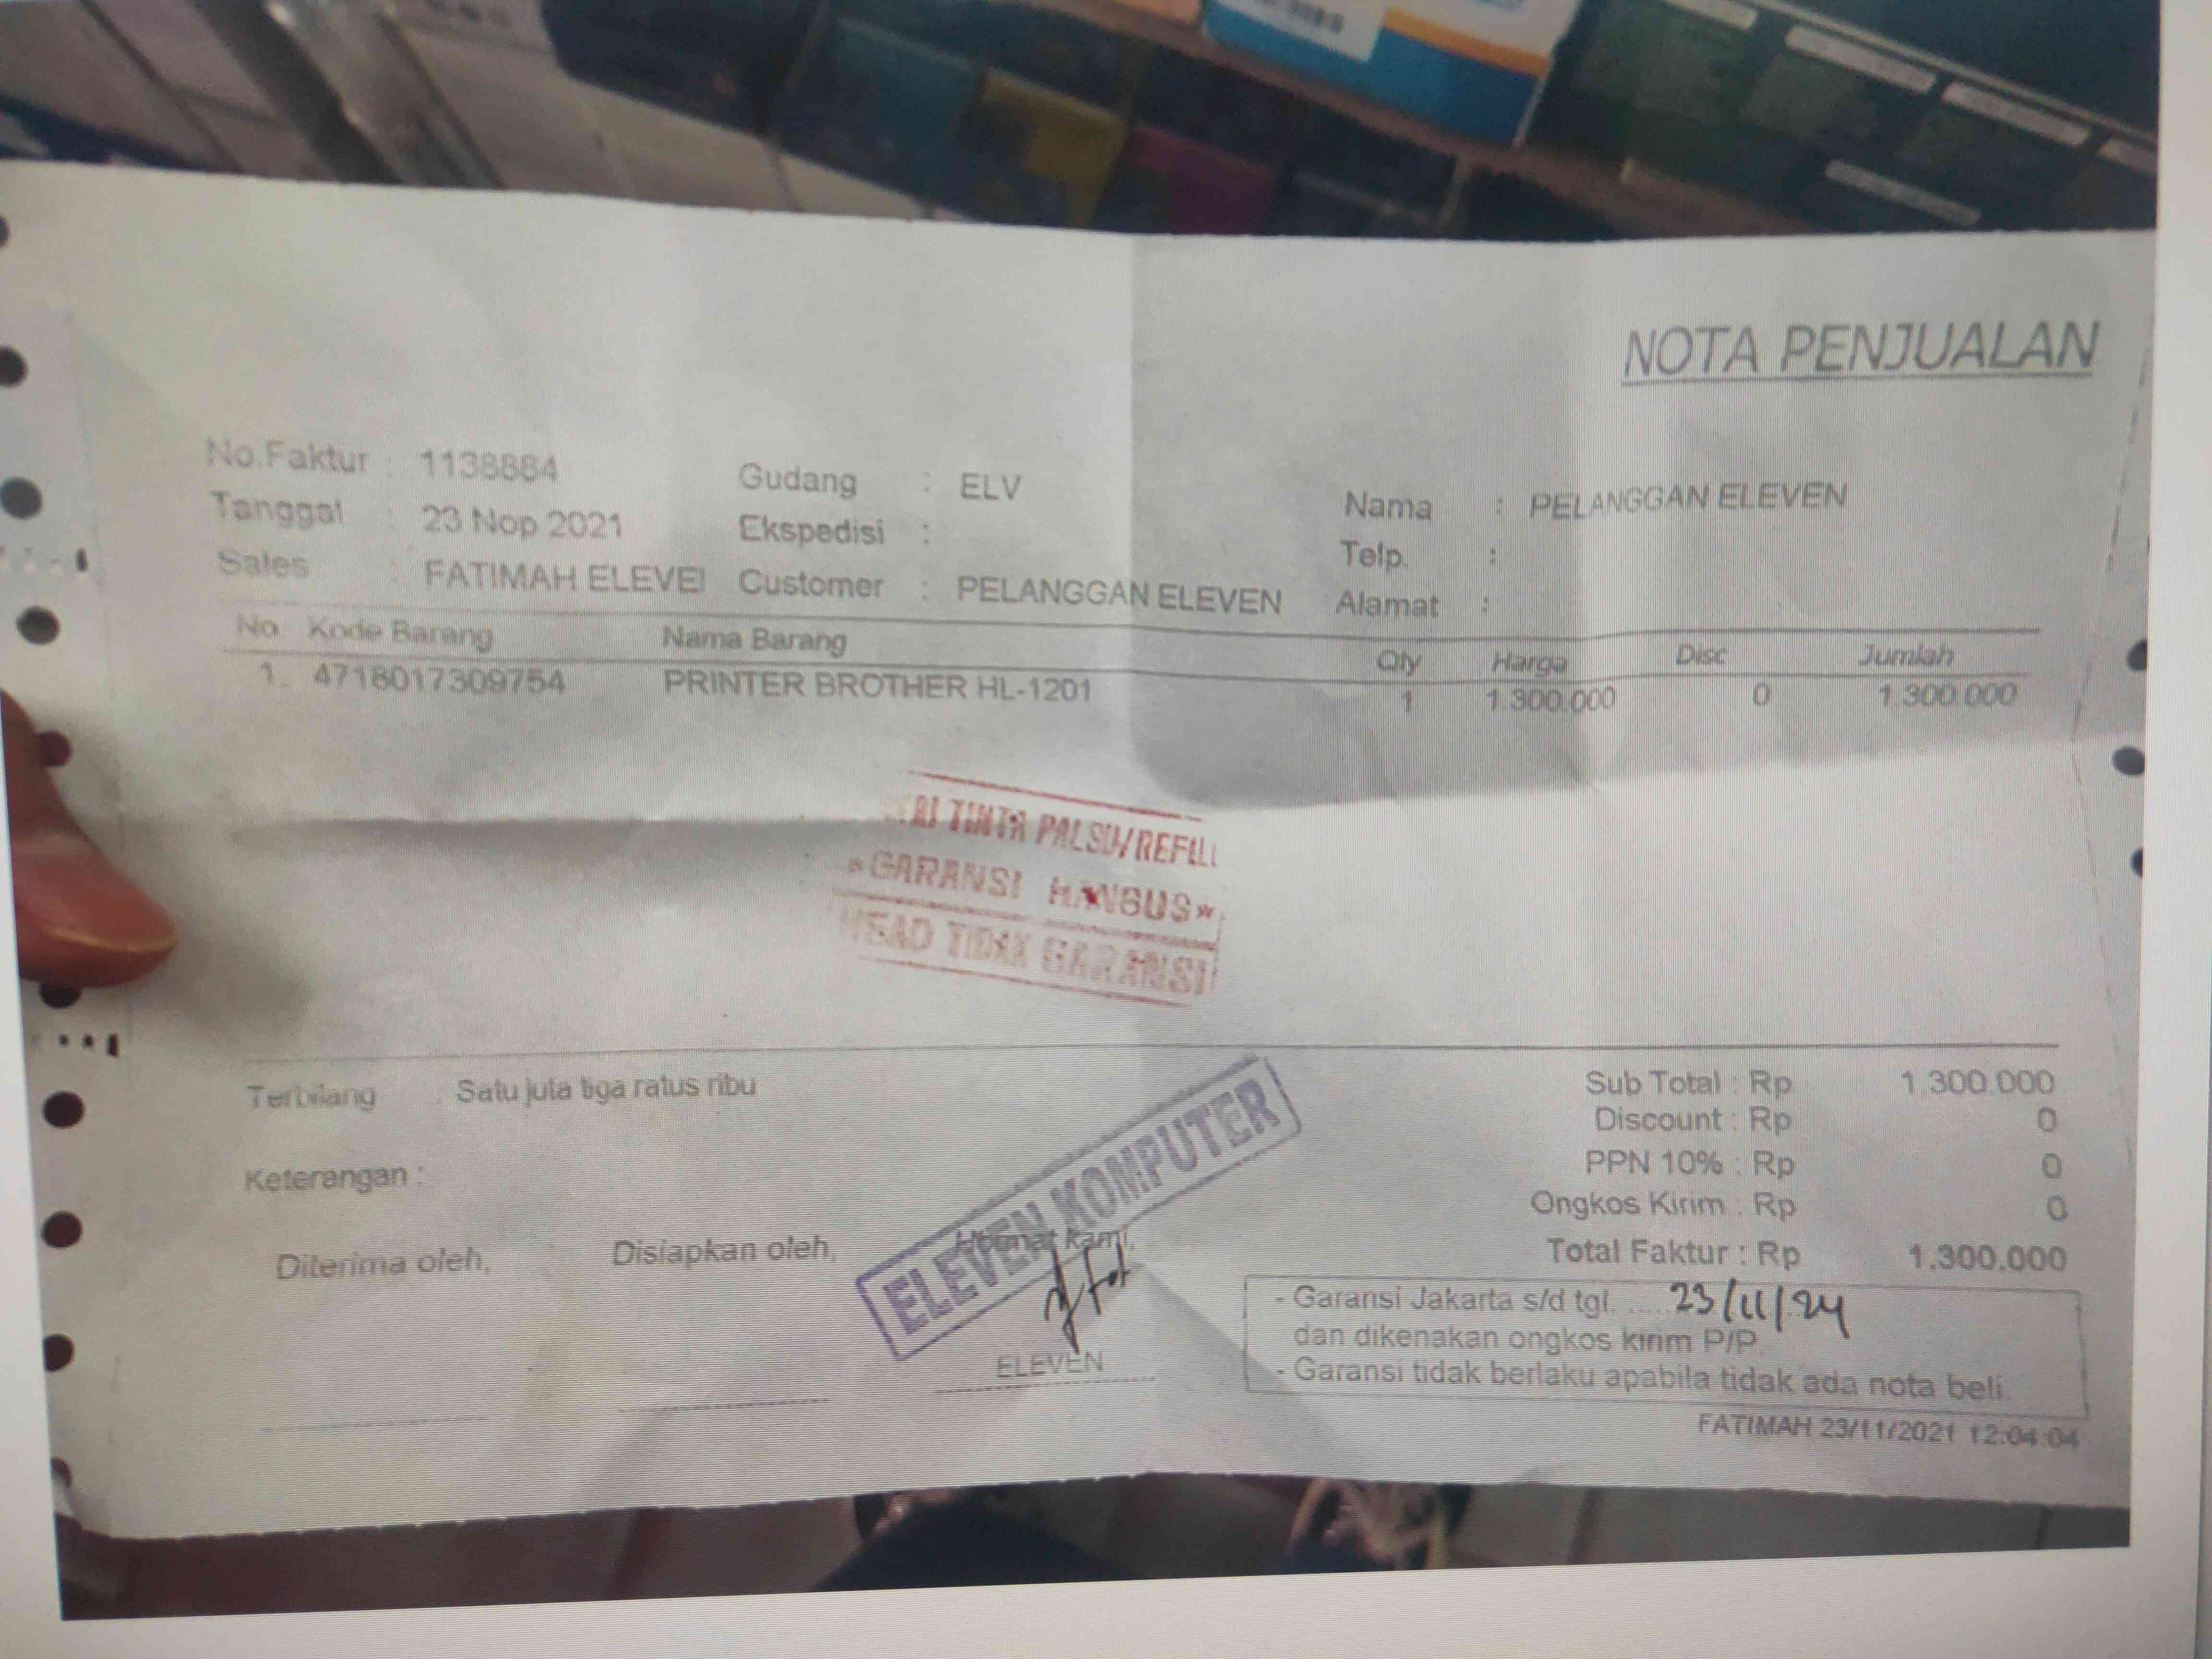 NOTA PENJUALAN
No.Faktur : 1138884
Tanggal : 23 Nop 2021
Sales : FATIMAH ELEVEI
Gudang : ELV
Ekspedisi :
Customer : PELANGGAN ELEVEN
Nama : PELANGGAN ELEVEN
Telp. :
Alamat :
No. Kode Barang Nama Barang Qty Harga Disc Jumlah
1. 4718017309754 PRINTER BROTHER HL-1201 1 1.300.000 0 1.300.000
TINTA PALSU/REFILL
*GARANSI HANGUS*
HEAD TIDAK GARANSI
Terbilang : Satu juta tiga ratus ribu
Keterangan :
Sub Total : Rp 1.300.000
Discount : Rp 0
PPN 10% : Rp 0
Ongkos Kirim : Rp 0
Total Faktur : Rp 1.300.000
Diterima oleh,
Disiapkan oleh,
Hormat kami,
ELEVEN KOMPUTER
ELEVEN
- Garansi Jakarta s/d tgl. ..... 23/11/24
dan dikenakan ongkos kirim P/P.
- Garansi tidak berlaku apabila tidak ada nota beli.
FATIMAH 23/11/2021 12:04:04